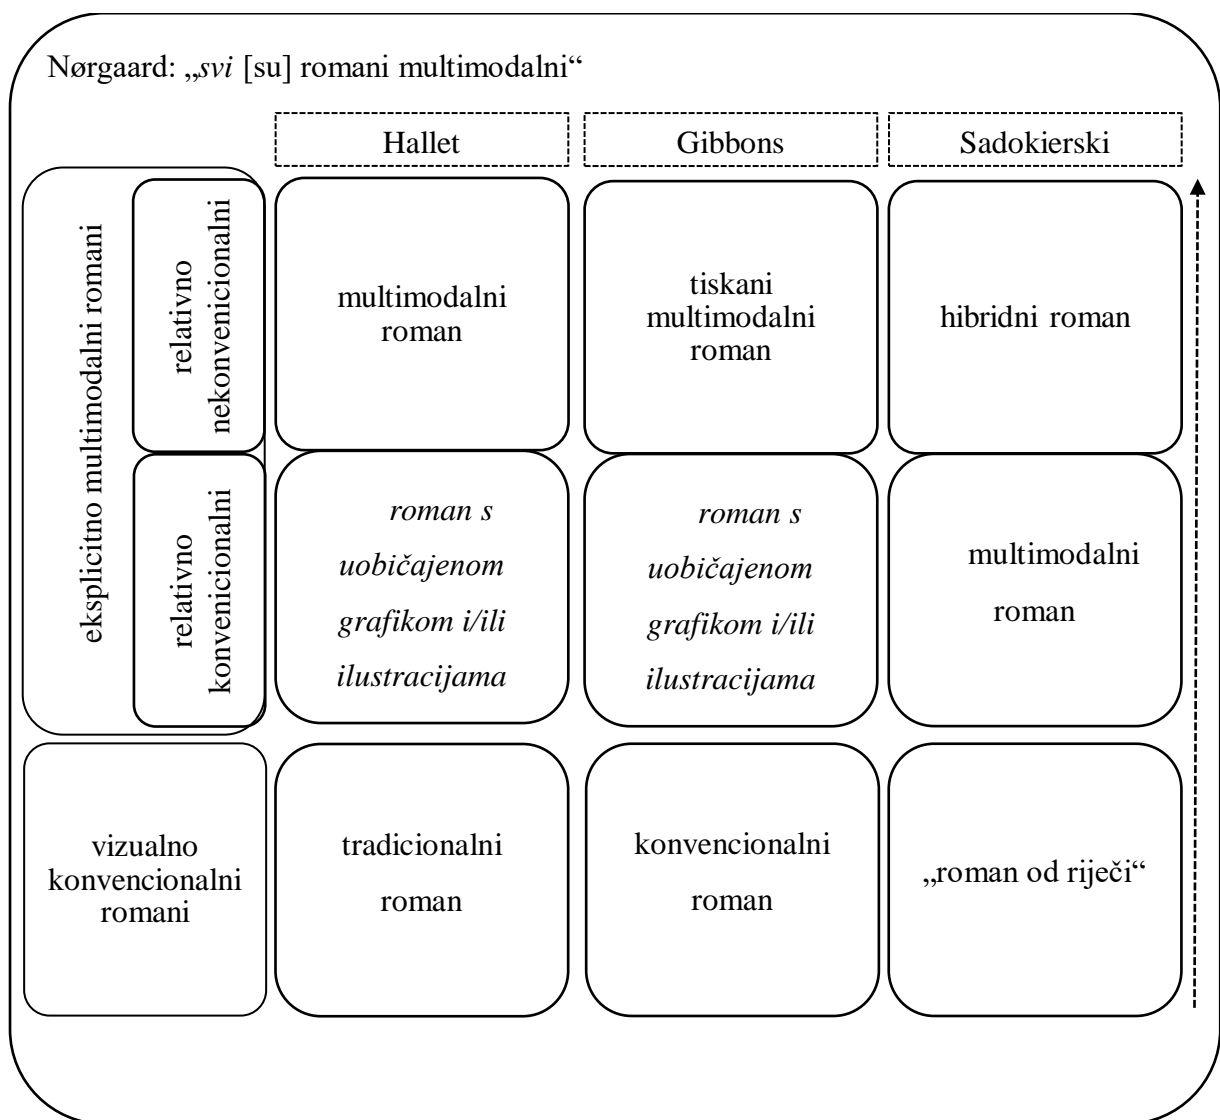 Nørgaard: „svi [su] romani multimodalni“
Hallet
Gibbons
Sadokierski
eksplicitno multimodalni romani
relativno
nekonvenicionalni
multimodalni
roman
tiskani
multimodalni
roman
hibridni roman
relativno
konvenicionalni
roman s
uobičajenom
grafikom i/ili
ilustracijama
roman s
uobičajenom
grafikom i/ili
ilustracijama
multimodalni
roman
vizualno
konvencionalni
romani
tradicionalni
roman
konvencionalni
roman
„roman od riječi“